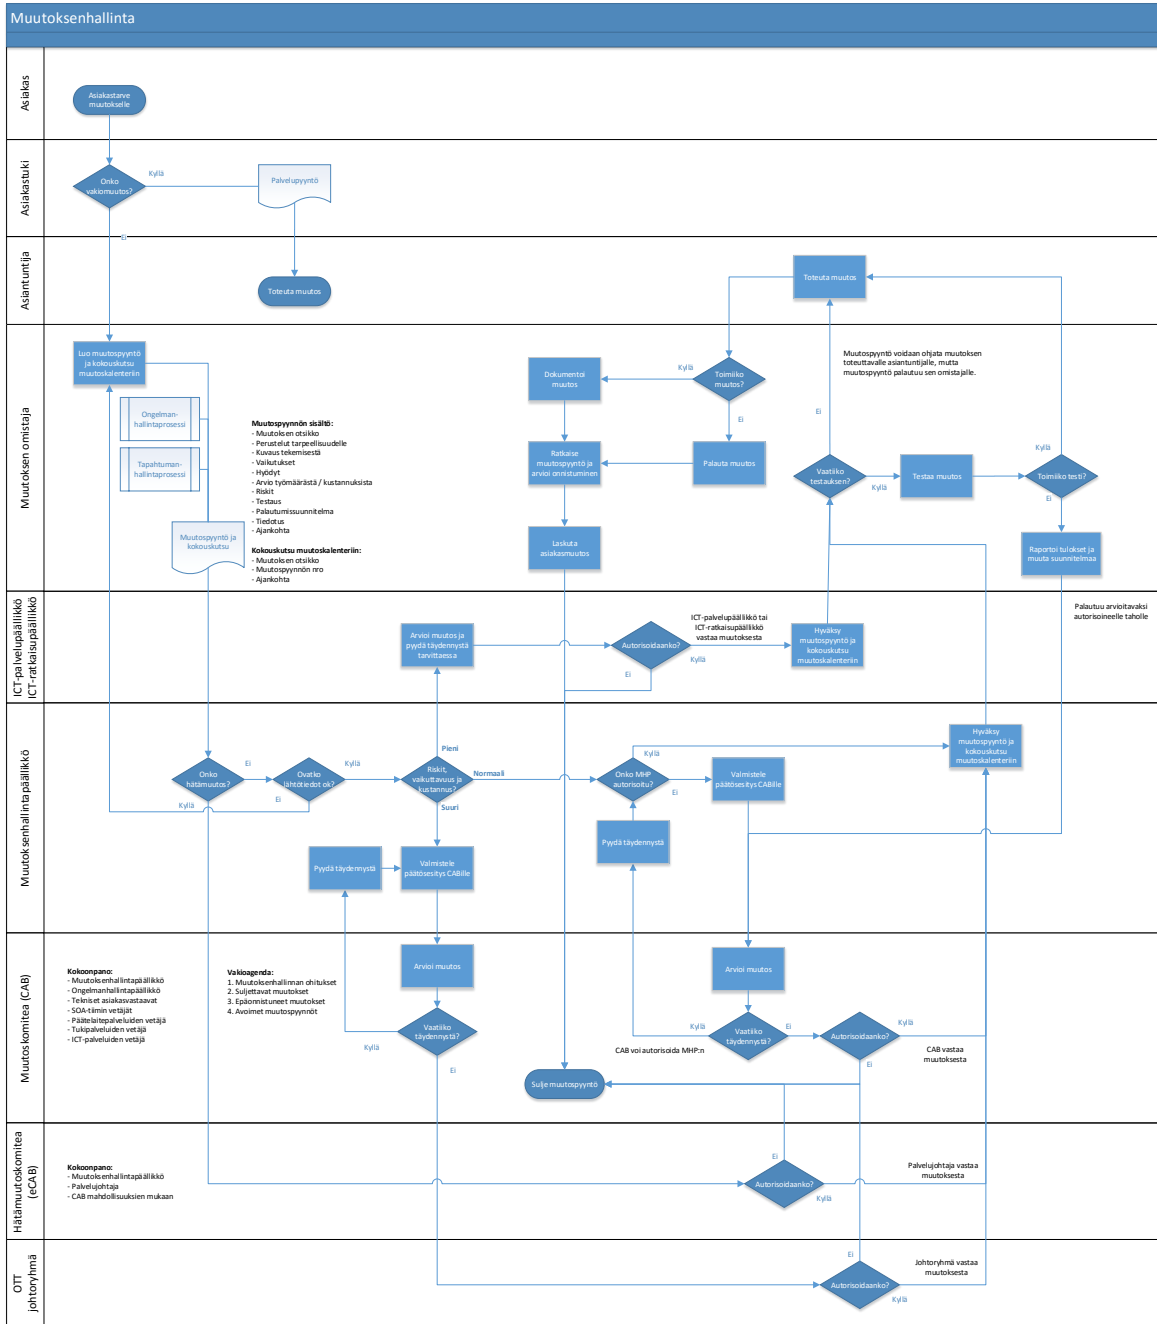 Muutoksenhallinta
Asiakas
Asiakastarve
muutokselle
Asiakastuki
Onko
vakiomuutos?
Kyllä
Palvelupyyntö
Ei
Asiantuntija
Toteuta muutos
Toteuta muutos
Muutoksen omistaja
Luo muutospyyntö
ja kokouskutsu
muutoskalenteriin
Ongelman-
hallintaprosessi
Tapahtuman-
hallintaprosessi
Muutospyyntö ja
kokouskutsu
Muutospyynnön sisältö:
- Muutoksen otsikko
- Perustelut tarpeellisuudelle
- Kuvaus tekemisestä
- Vaikutukset
- Hyödyt
- Arvio työmäärästä / kustannuksista
- Riskit
- Testaus
- Palautumissuunnitelma
- Tiedotus
- Ajankohta
Kokouskutsu muutoskalenteriin:
- Muutoksen otsikko
- Muutospyynnön nro
- Ajankohta
Dokumentoi
muutos
Kyllä
Toimiiko
muutos?
Ei
Ratkaise
muutospyyntö ja
arvioi onnistuminen
Palauta muutos
Laskuta
asiakasmuutos
Muutospyyntö voidaan ohjata muutoksen
toteuttavalle asiantuntijalle, mutta
muutospyyntö palautuu sen omistajalle.
Ei
Vaatiiko
testauksen?
Kyllä
Testaa muutos
Kyllä
Toimiiko testi?
Ei
Raportoi tulokset ja
muuta suunnitelmaa
ICT-palvelupäällikkö
ICT-ratkaisupäällikkö
Arvioi muutos ja
pyydä täydennystä
tarvittaessa
Autorisoidaanko?
Ei
ICT-palvelupäällikkö tai
ICT-ratkaisupäällikkö
vastaa muutoksesta
Kyllä
Hyväksy
muutospyyntö ja
kokouskutsu
muutoskalenteriin
Palautuu arvioitavaksi
autorisoineelle taholle
Muutoksenhallintapäällikkö
Onko
hätämuutos?
Ei
Kyllä
Ovatko
lähtötiedot ok?
Kyllä
Ei
Pieni
Riskit,
vaikuttavuus ja
kustannus?
Normaali
Suuri
Onko MHP
autorisoitu?
Kyllä
Ei
Valmistele
päätösesitys CABille
Hyväksy
muutospyyntö ja
kokouskutsu
muutoskalenteriin
Pyydä täydennystä
Pyydä täydennystä
Valmistele
päätösesitys CABille
Muutoskomitea (CAB)
Kokoonpano:
- Muutoksenhallintapäällikkö
- Ongelmanhallintapäällikkö
- Tekniset asiakasvastaavat
- SOA-tiimin vetäjät
- Päätelaitepalveluiden vetäjä
- Tukipalveluiden vetäjä
- ICT-palveluiden vetäjä
Vakioagenda:
1. Muutoksenhallinnan ohitukset
2. Suljettavat muutokset
3. Epäonnistuneet muutokset
4. Avoimet muutospyynnöt
Arvioi muutos
Vaatiiko
täydennystä?
Kyllä
Ei
Arvioi muutos
Kyllä
Vaatiiko
täydennystä?
Ei
CAB voi autorisoida MHP:n
Autorisoidaanko?
Kyllä
Ei
CAB vastaa
muutoksesta
Sulje muutospyyntö
Hätämuutoskomitea
(eCAB)
Kokoonpano:
- Muutoksenhallintapäällikkö
- Palvelujohtaja
- CAB mahdollisuuksien mukaan
Ei
Autorisoidaanko?
Kyllä
Palvelujohtaja vastaa
muutoksesta
OTT
johtoryhmä
Ei
Autorisoidaanko?
Kyllä
Johtoryhmä vastaa
muutoksesta